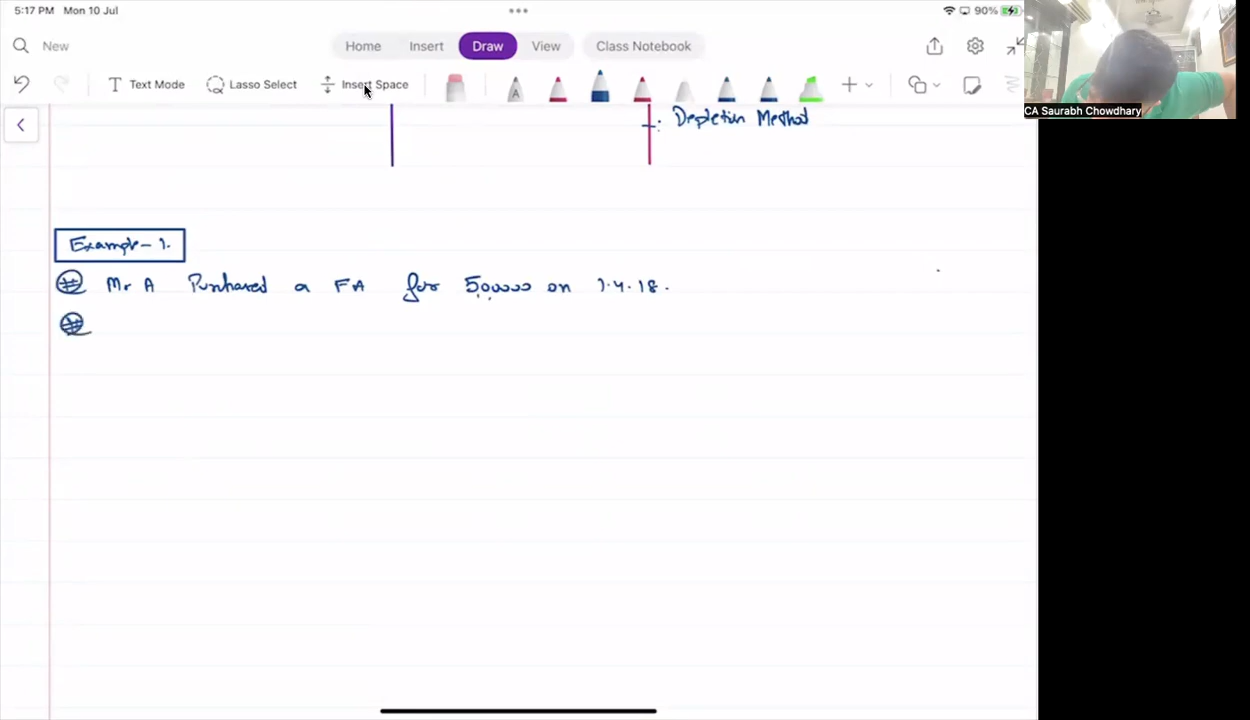 5:17 PM Mon 10 Jul
90%
New
Home Insert Draw View Class Notebook
Text Mode Lasso Select Insert Space
A
CA Saurabh Chowdhary
Depletion Method
Example-1.
Mr A Purchased a FA for 500000 on 1.4.18.